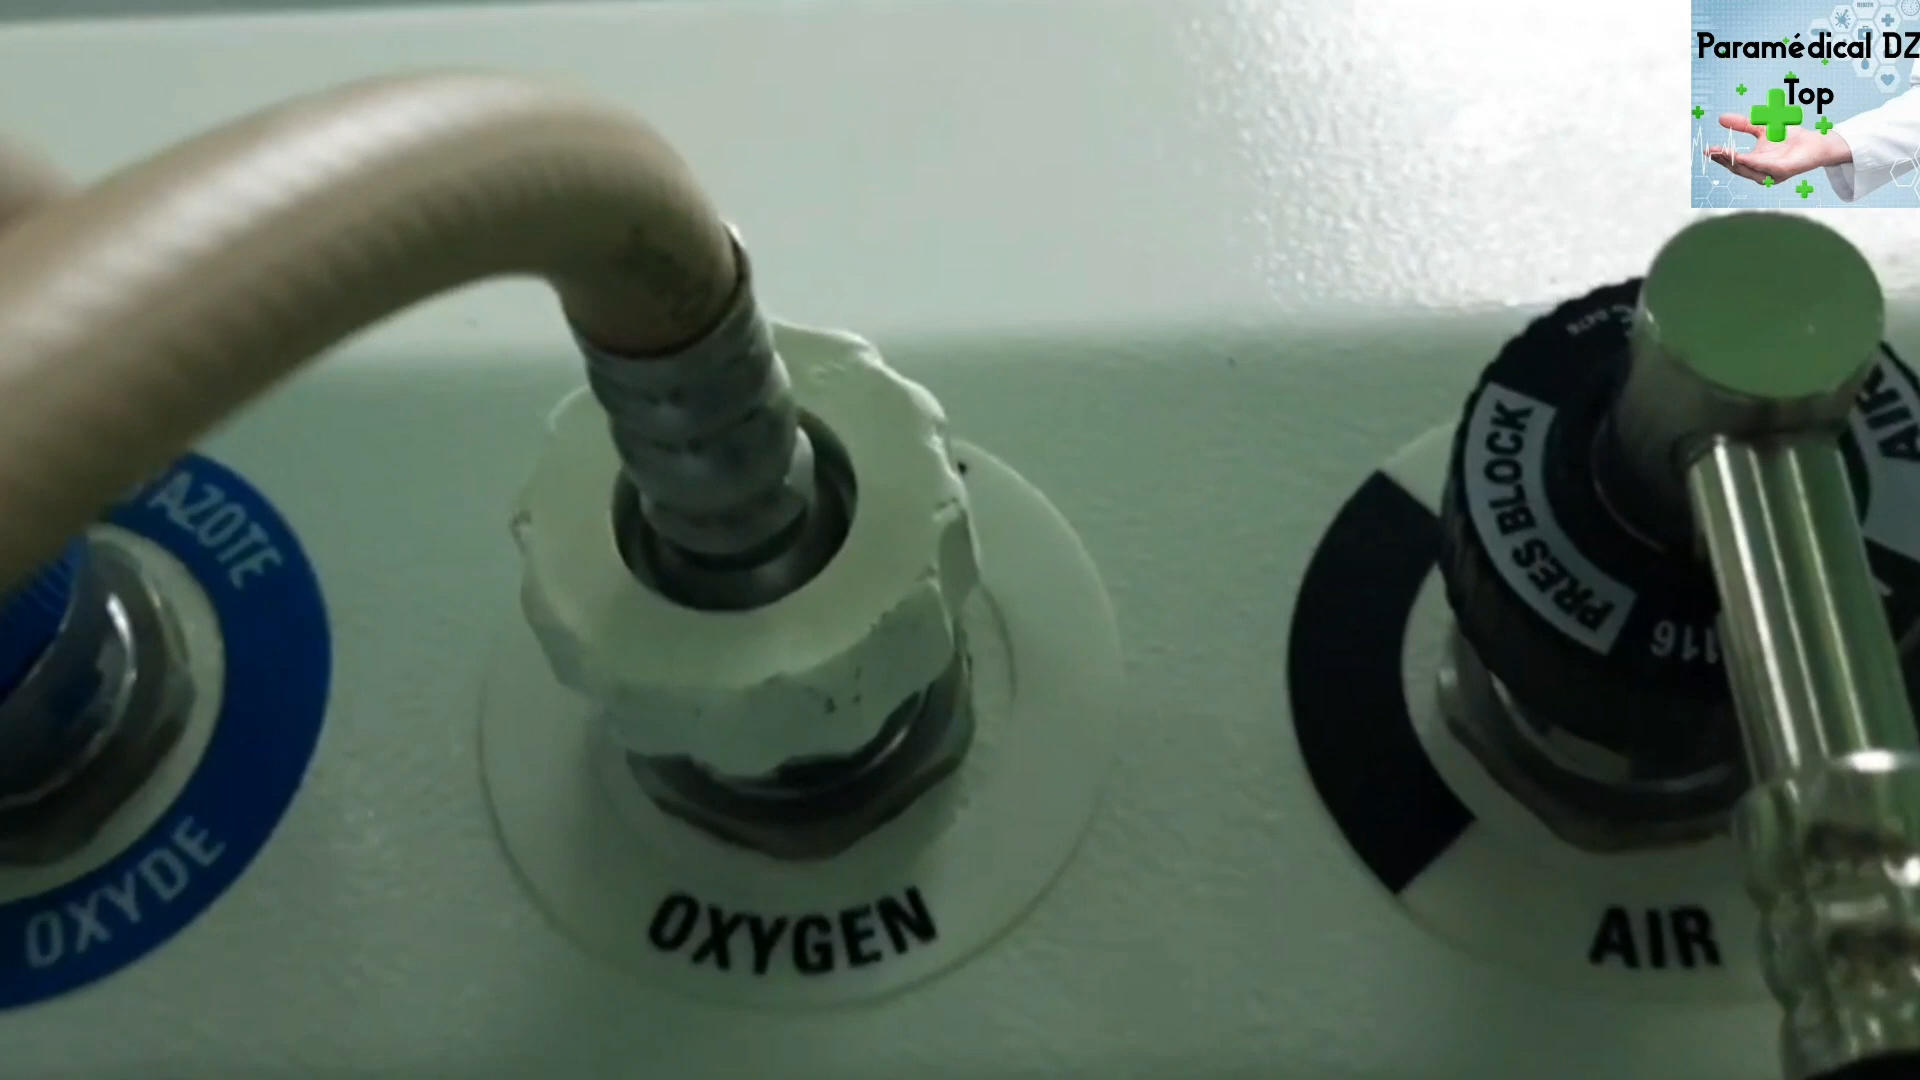 Paramédical DZ
Top
AZOTE
OXYDE
OXYGEN
PRES BLOCK
116
AIR
AIR